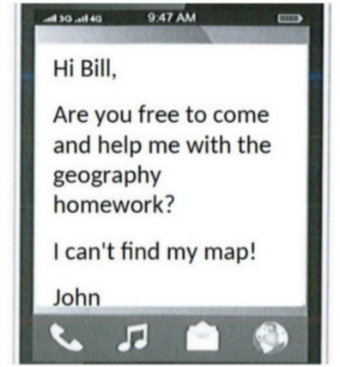 3G 4G 9:47 AM
Hi Bill,
Are you free to come
and help me with the
geography
homework?
I can't find my map!
John